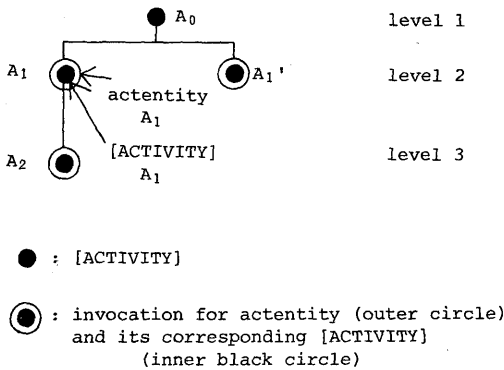 A0 level 1
A1 A1' level 2
actentity
A1
[ACTIVITY]
A2 A1 level 3
: [ACTIVITY]
: invocation for actentity (outer circle)
and its corresponding [ACTIVITY]
(inner black circle)